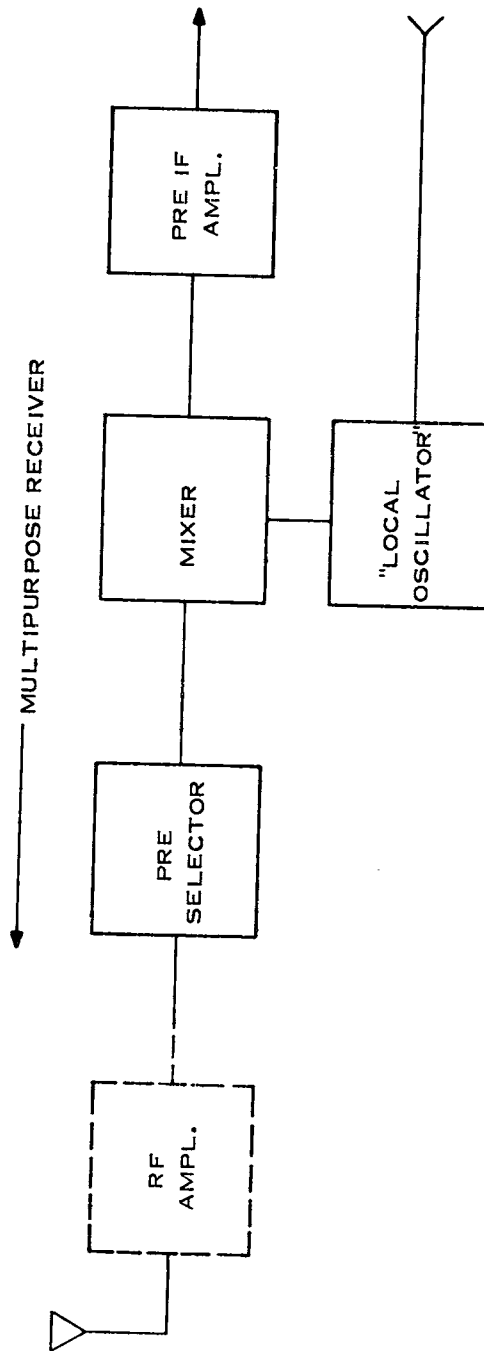 MULTIPURPOSE RECEIVER
RF
AMPL.
PRE
SELECTOR
MIXER
PRE IF
AMPL.
"LOCAL
OSCILLATOR"